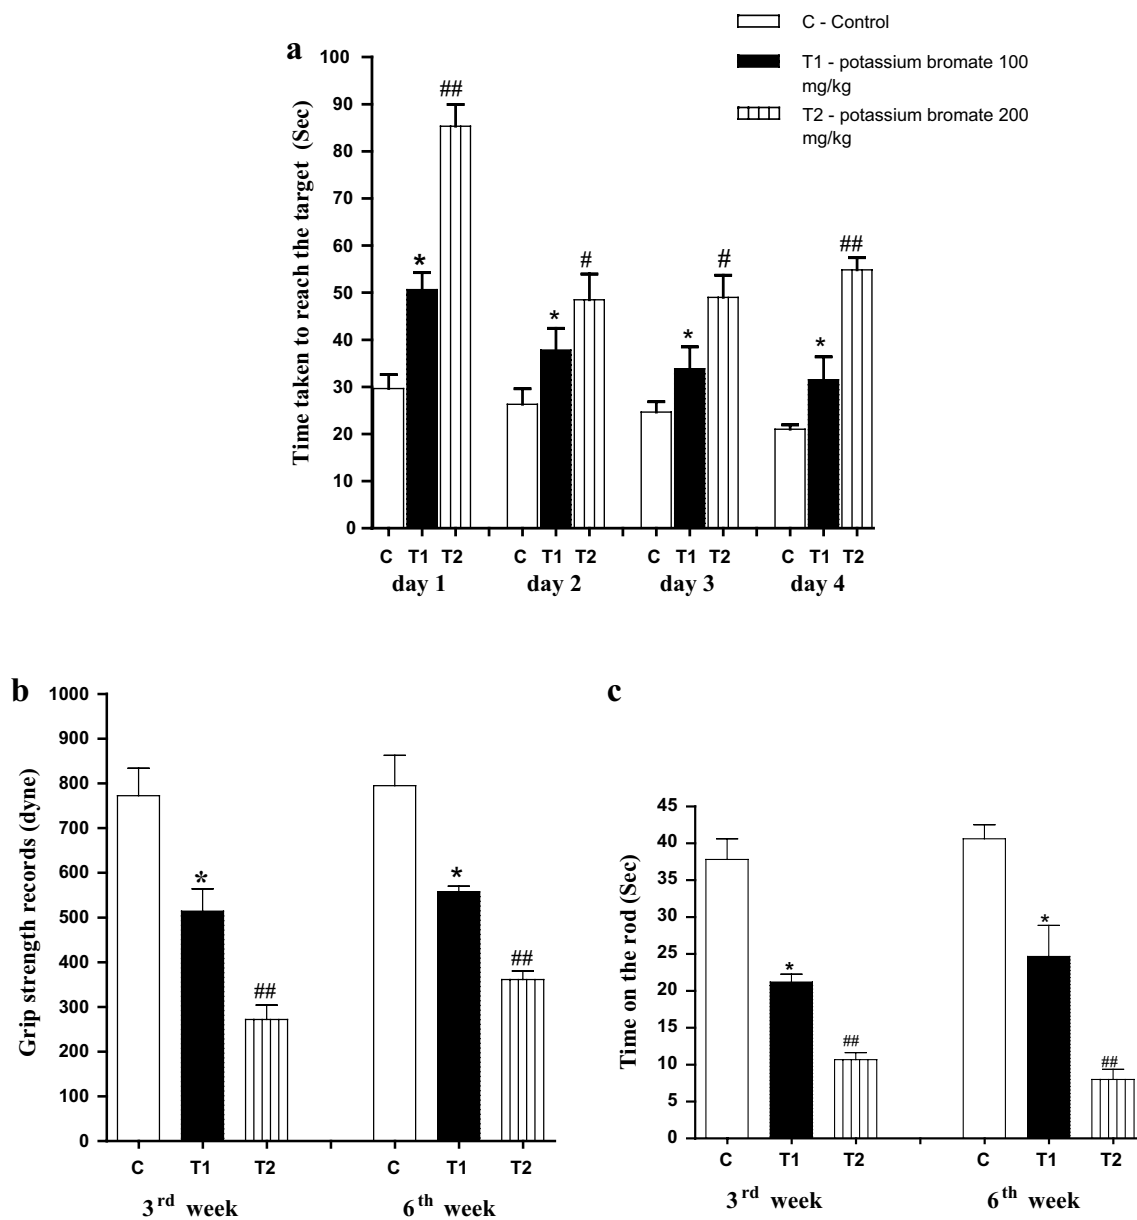 C - Control
T1 - potassium bromate 100
mg/kg
T2 - potassium bromate 200
mg/kg
a
Time taken to reach the target (Sec)
100
90
80
70
60
50
40
30
20
10
0
##
*
#
*
#
*
##
*
C T1 T2 C T1 T2 C T1 T2 C T1 T2
day 1 day 2 day 3 day 4
b
Grip strength records (dyne)
1000
900
800
700
600
500
400
300
200
100
0
*
##
*
##
C T1 T2 C T1 T2
3rd week 6th week
c
Time on the rod (Sec)
45
40
35
30
25
20
15
10
5
0
*
##
*
##
C T1 T2 C T1 T2
3rd week 6th week